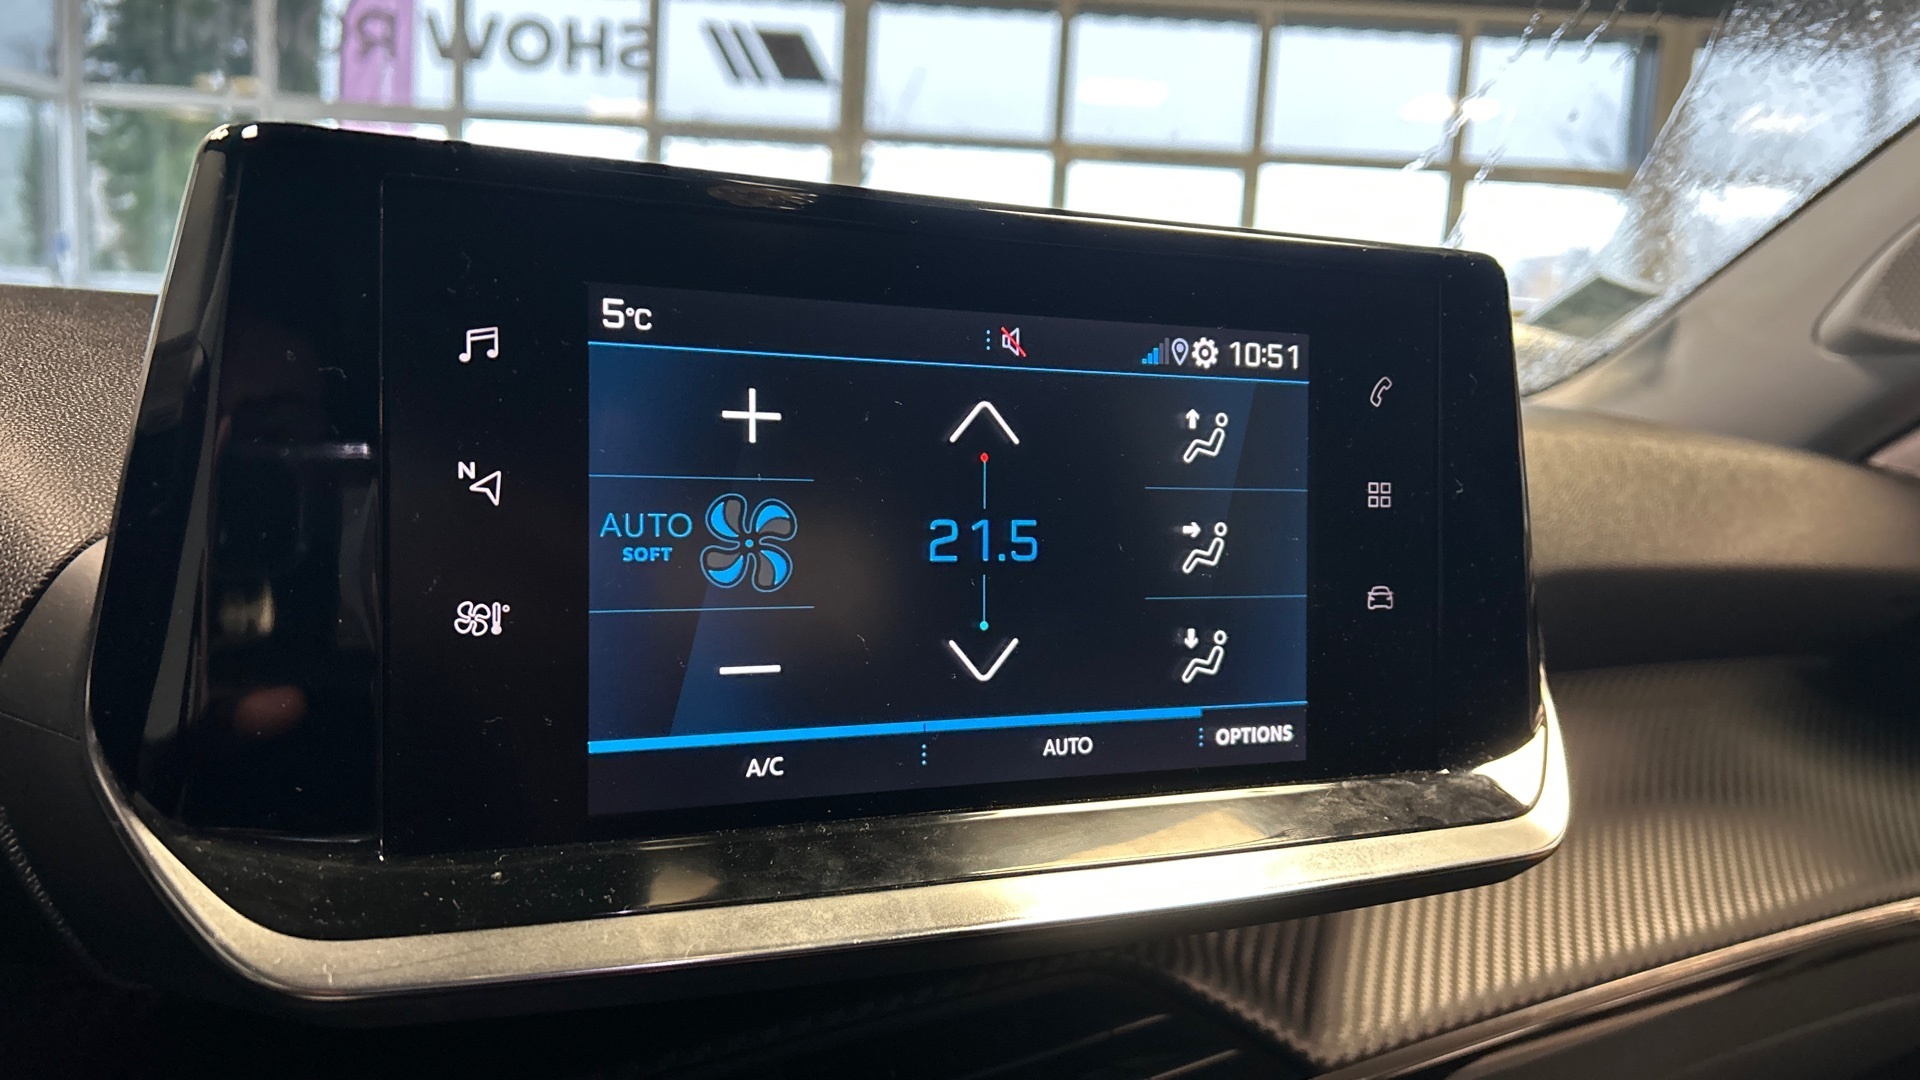 SHOW R
5°C
10:51
N
AUTO
SOFT
21.5
A/C
AUTO
OPTIONS